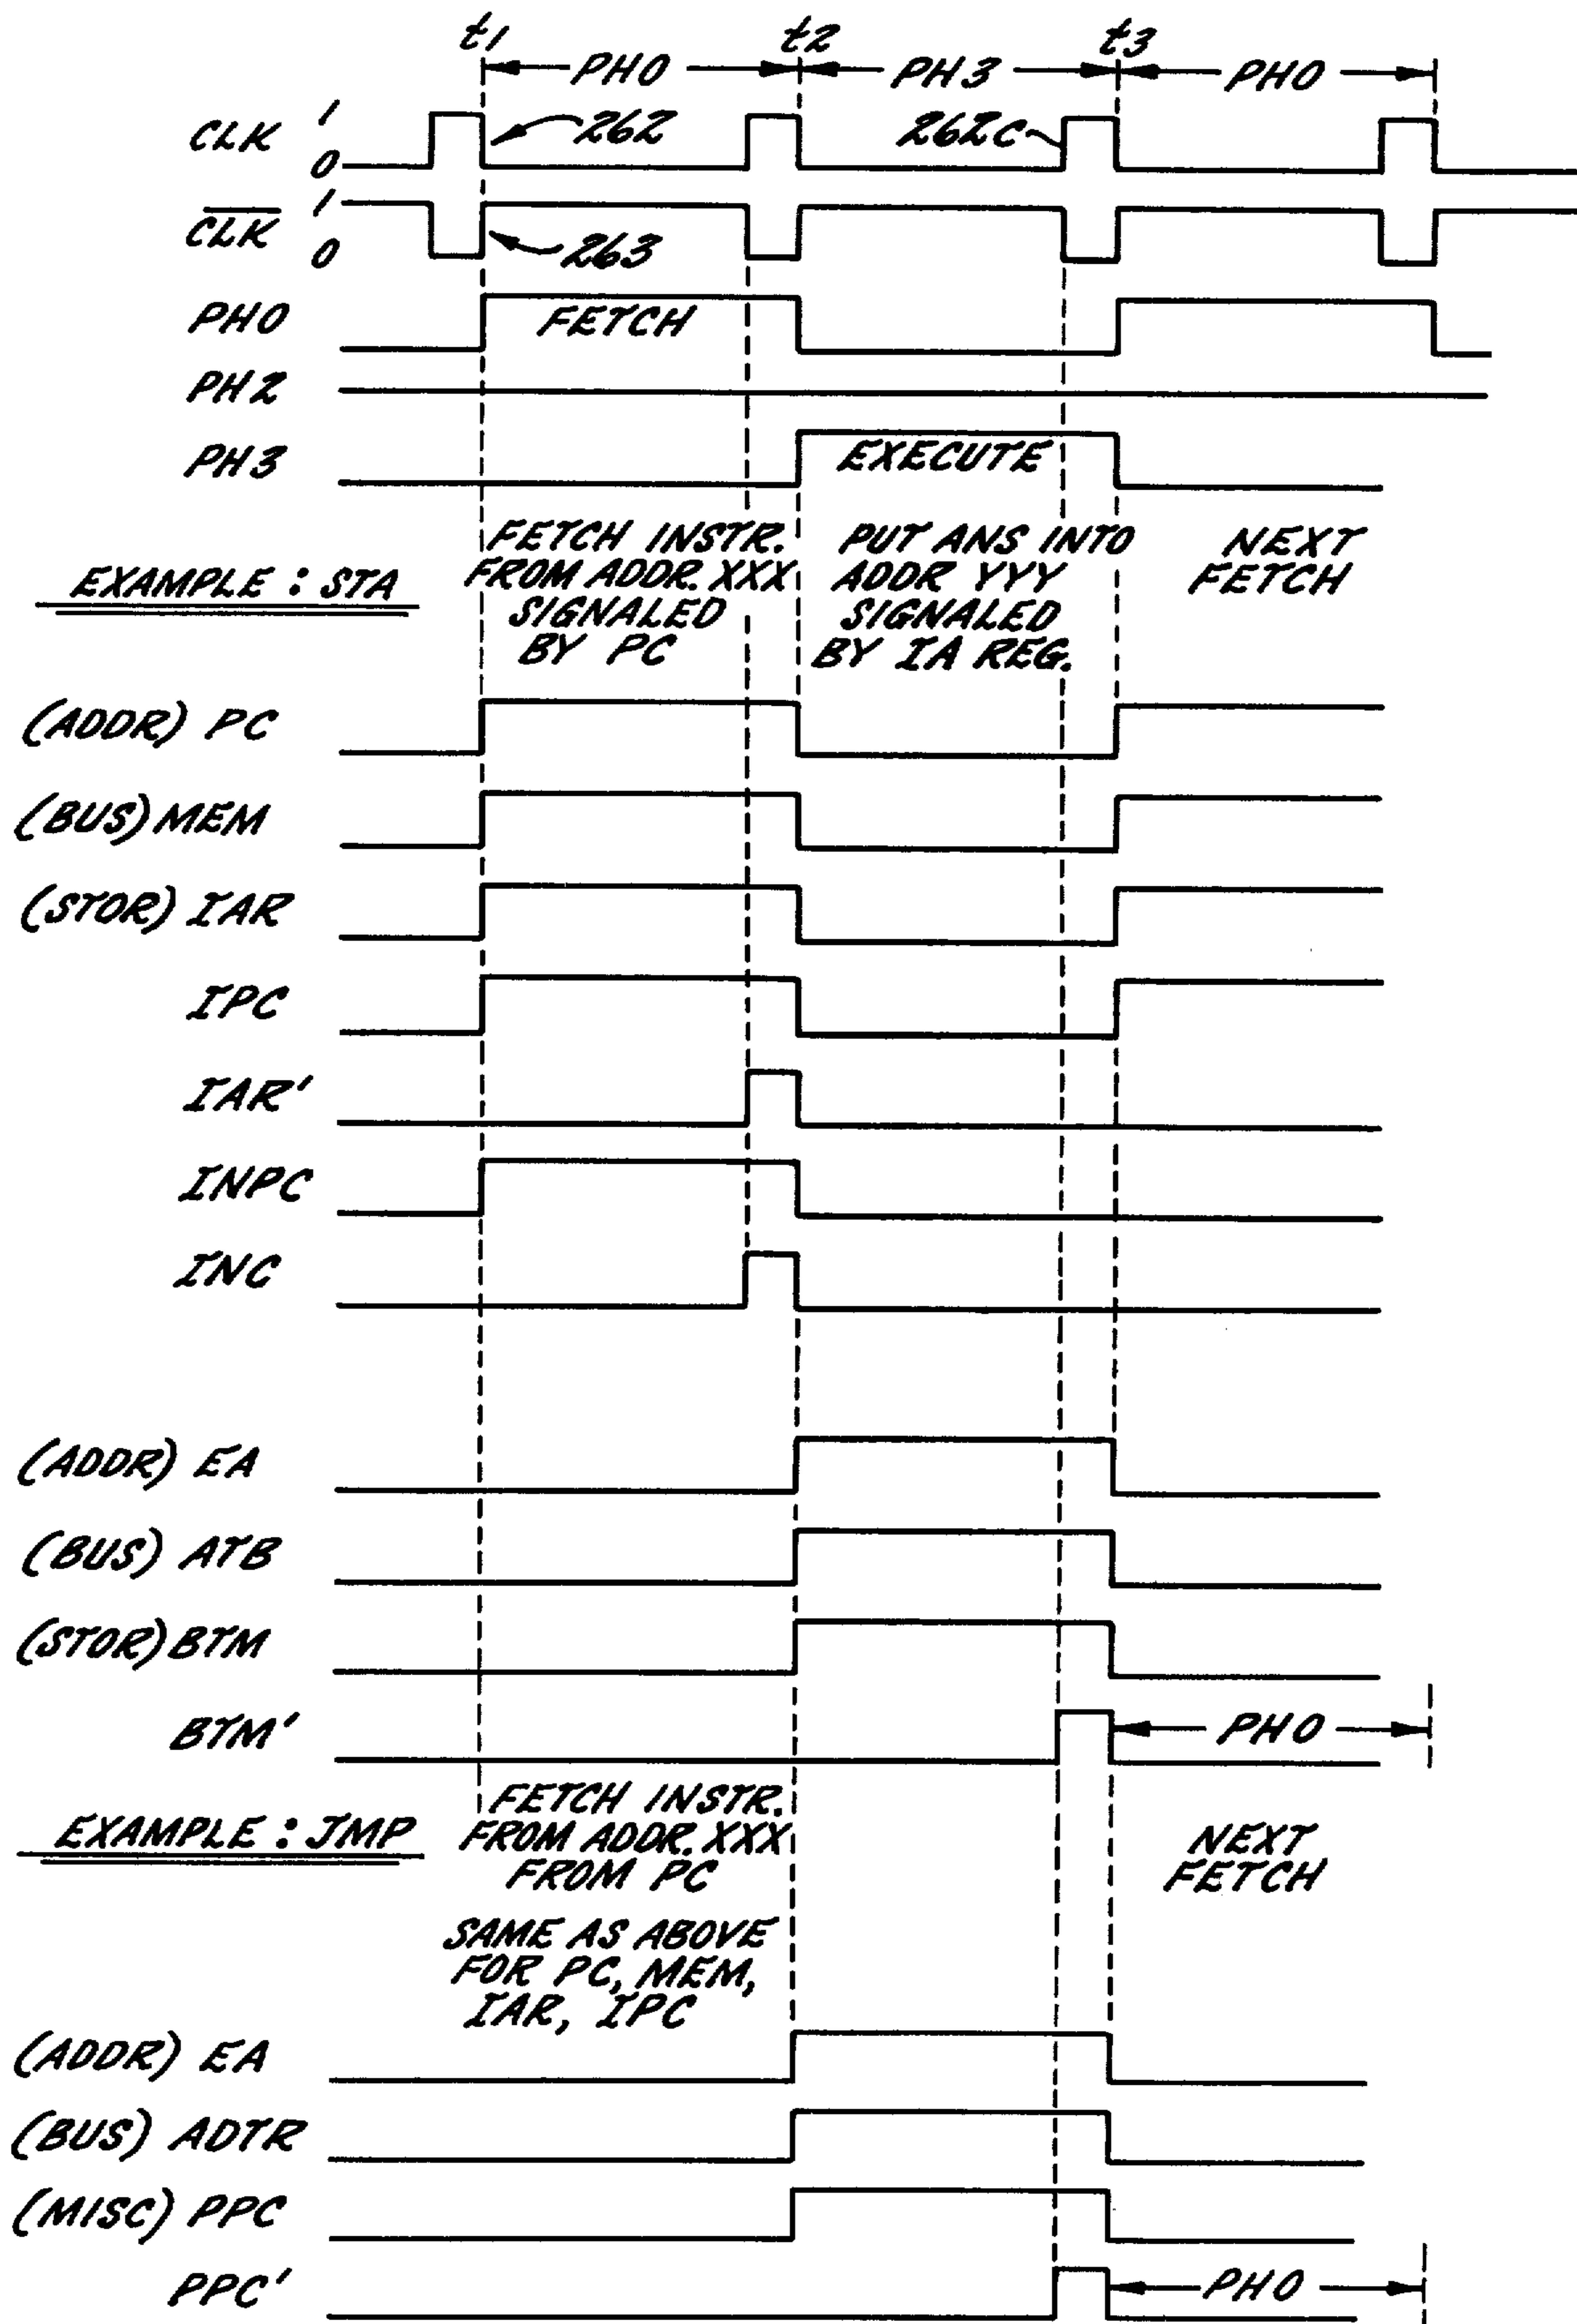 t1 t2 t3
PH0 PH3 PH0
CLK 1 0 262 262C
CLK 1 0 263
PH0 FETCH
PH2
PH3 EXECUTE
EXAMPLE : STA
FETCH INSTR.
FROM ADDR. XXX
SIGNALED
BY PC
PUT ANS INTO
ADDR YYY
SIGNALED
BY IA REG.
NEXT
FETCH
(ADDR) PC
(BUS) MEM
(STOR) IAR
IPC
IAR'
INPC
INC
(ADDR) EA
(BUS) ATB
(STOR) BTM
BTM' PH0
EXAMPLE : JMP
FETCH INSTR.
FROM ADDR. XXX
FROM PC
NEXT
FETCH
SAME AS ABOVE
FOR PC, MEM,
IAR, IPC
(ADDR) EA
(BUS) ADTR
(MISC) PPC
PPC' PH0